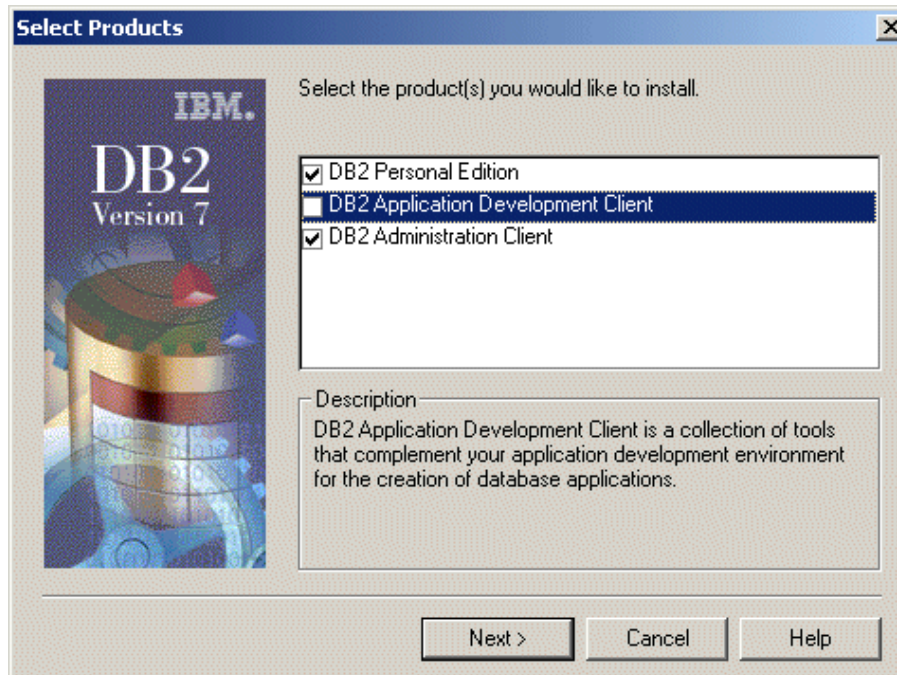 Select Products
IBM.
DB2
Version 7
Select the product(s) you would like to install.
DB2 Personal Edition
DB2 Application Development Client
DB2 Administration Client
Description
DB2 Application Development Client is a collection of tools
that complement your application development environment
for the creation of database applications.
Next >
Cancel
Help